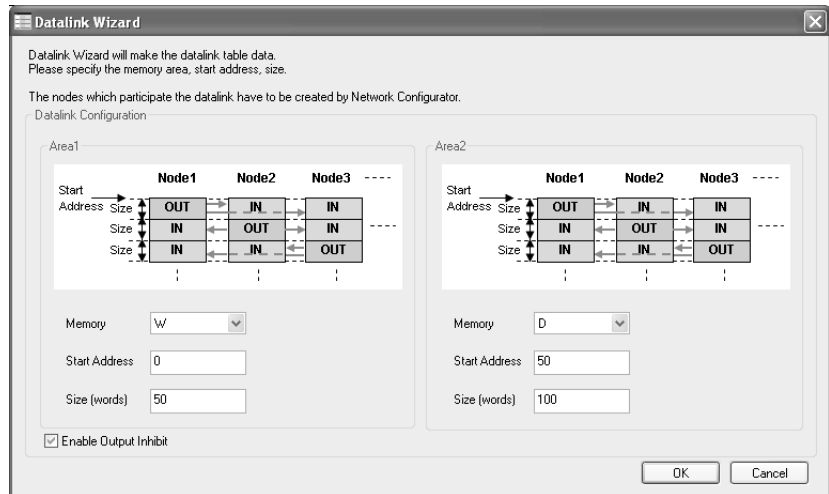 Datalink Wizard
Datalink Wizard will make the datalink table data.
Please specify the memory area, start address, size.
The nodes which participate the datalink have to be created by Network Configurator.
Datalink Configuration
Area1
Node1 Node2 Node3
Start
Address Size OUT IN IN
Size IN OUT IN
Size IN IN OUT
Memory W
Start Address 0
Size (words) 50
Area2
Node1 Node2 Node3
Start
Address Size OUT IN IN
Size IN OUT IN
Size IN IN OUT
Memory D
Start Address 50
Size (words) 100
Enable Output Inhibit
OK Cancel